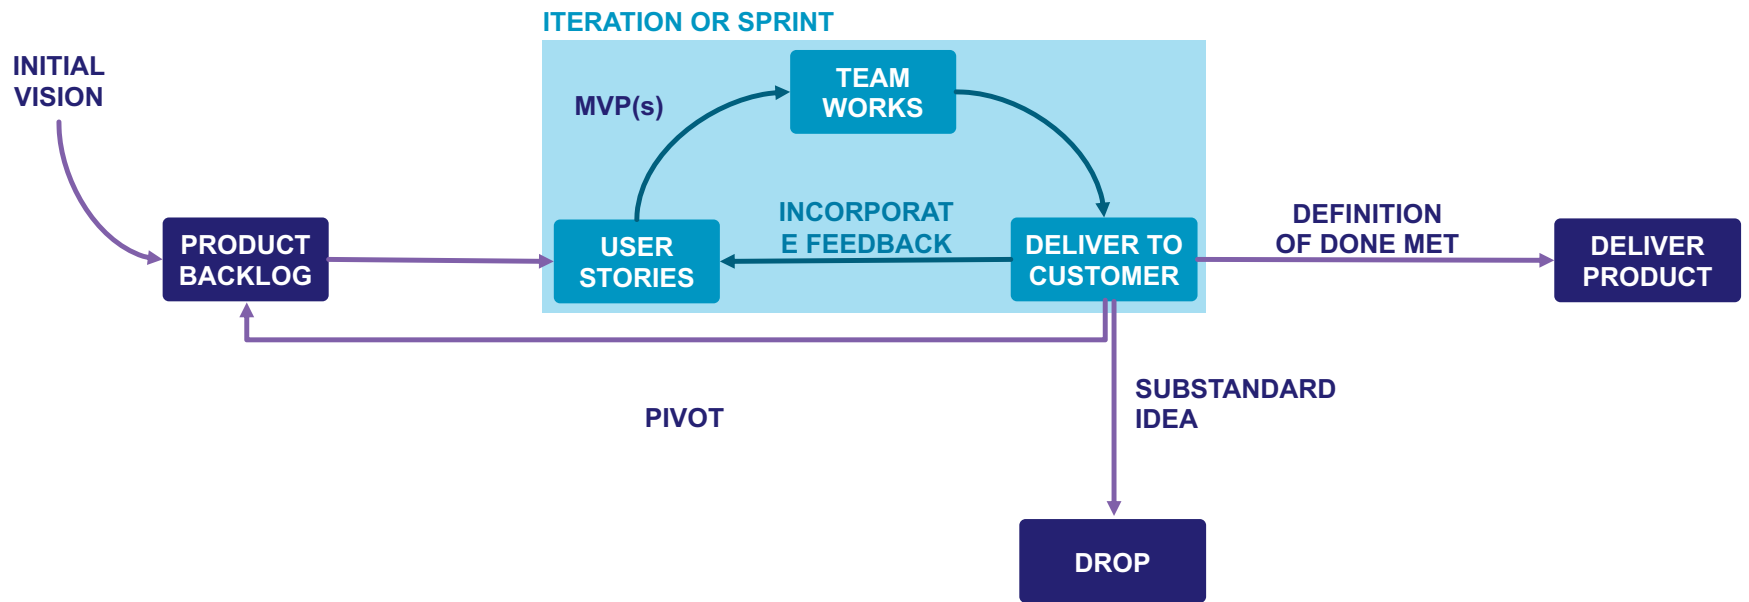 ITERATION OR SPRINT
INITIAL
VISION
TEAM
WORKS
MVP(s)
INCORPORAT
E FEEDBACK
DEFINITION
OF DONE MET
PRODUCT
BACKLOG
USER
STORIES
DELIVER TO
CUSTOMER
DELIVER
PRODUCT
SUBSTANDARD
IDEA
PIVOT
DROP